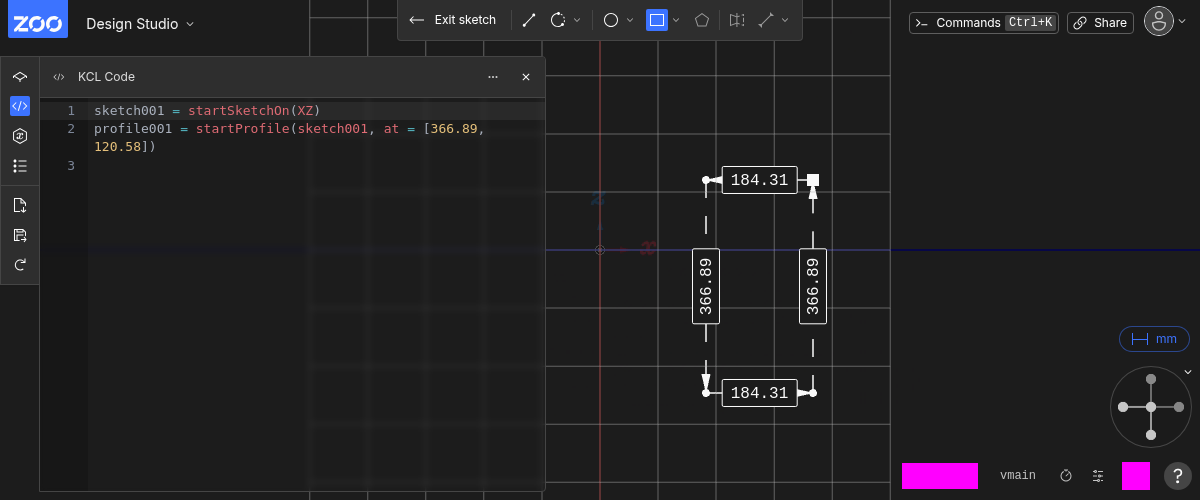 ZOO
Design Studio
Exit sketch
Commands Ctrl+K
Share
KCL Code
1 sketch001 = startSketchOn(XZ)
2 profile001 = startProfile(sketch001, at = [366.89,
120.58])
3
184.31
z
x
366.89
366.89
184.31
mm
vmain
?